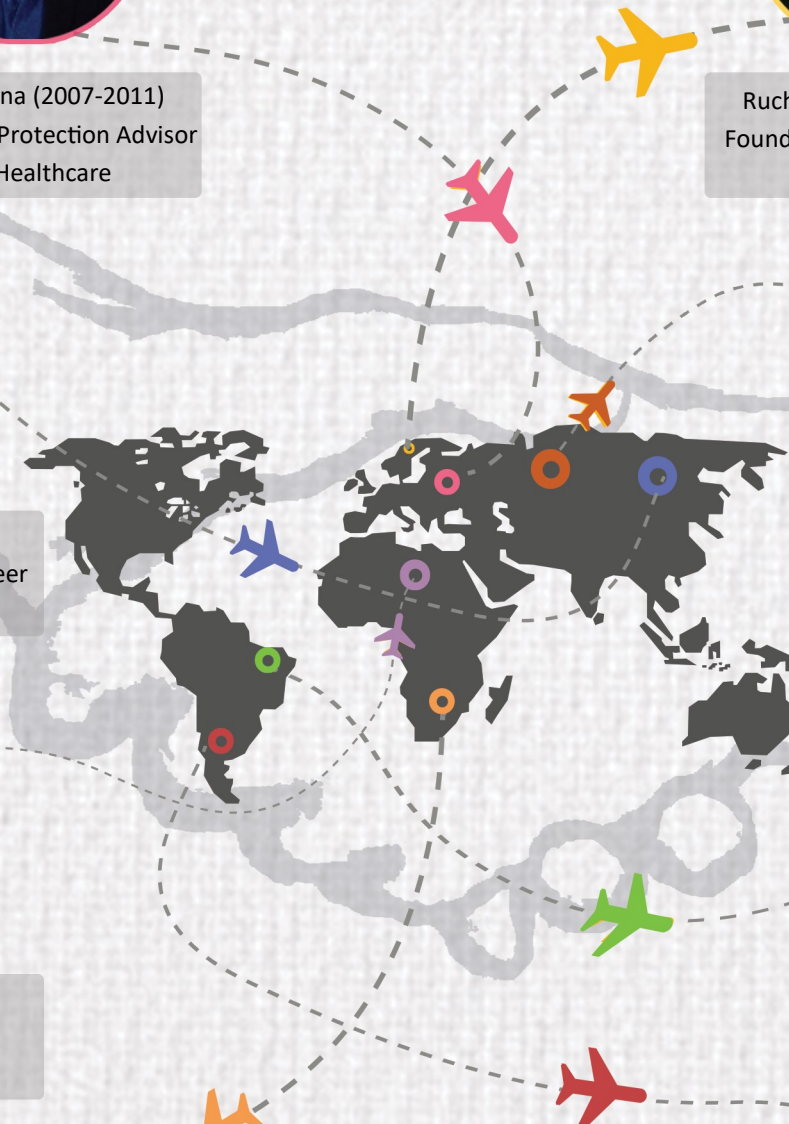 na (2007-2011)
Protection Advisor
Healthcare
Ruch
Found
eer